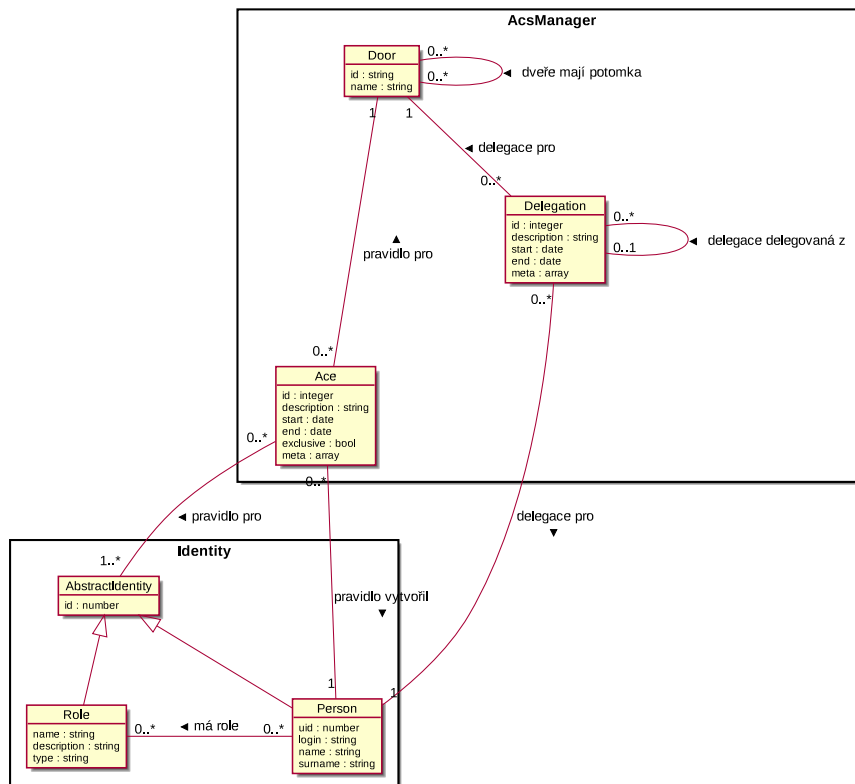 AcsManager
Door
id : string
name : string
0..*
0..*
◄ dveře mají potomka
1
1
◄ delegace pro
0..*
Delegation
id : integer
description : string
start : date
end : date
meta : array
0..*
0..1
◄ delegace delegovaná z
0..*
▲
pravidlo pro
0..*
Ace
id : integer
description : string
start : date
end : date
exclusive : bool
meta : array
0..*
0..*
◄ pravidlo pro
delegace pro
▼
1..*
Identity
AbstractIdentity
id : number
pravidlo vytvořil
▼
1
1
Role
name : string
description : string
type : string
0..*
◄ má role
0..*
Person
uid : number
login : string
name : string
surname : string